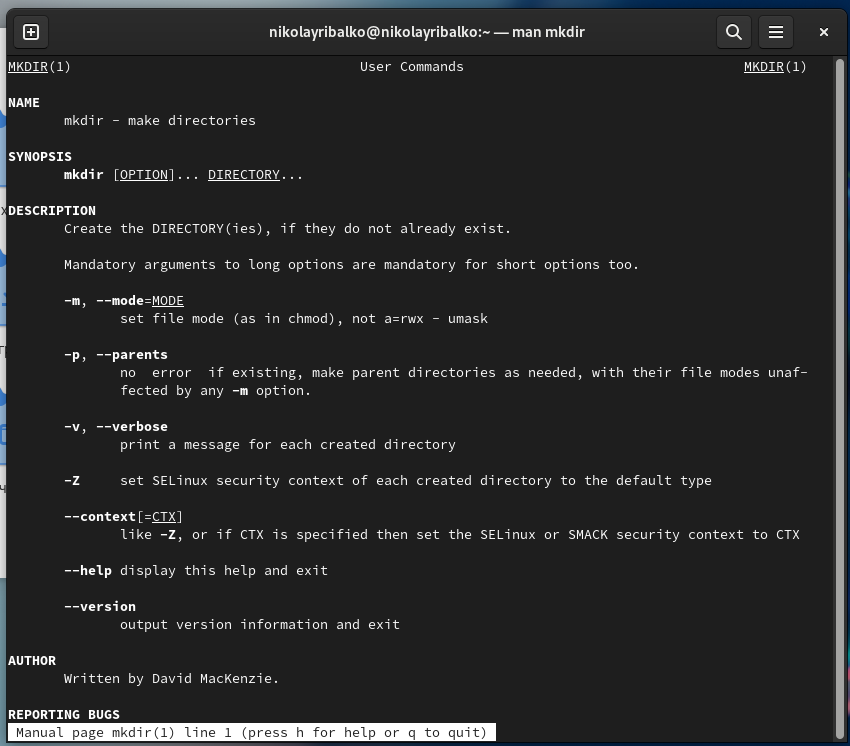 nikolayribalko@nikolayribalko:~ — man mkdir
MKDIR(1) User Commands MKDIR(1)
NAME
mkdir - make directories
SYNOPSIS
mkdir [OPTION]... DIRECTORY...
DESCRIPTION
Create the DIRECTORY(ies), if they do not already exist.
Mandatory arguments to long options are mandatory for short options too.
-m, --mode=MODE
set file mode (as in chmod), not a=rwx - umask
-p, --parents
no error if existing, make parent directories as needed, with their file modes unaf-
fected by any -m option.
-v, --verbose
print a message for each created directory
-Z set SELinux security context of each created directory to the default type
--context[=CTX]
like -Z, or if CTX is specified then set the SELinux or SMACK security context to CTX
--help display this help and exit
--version
output version information and exit
AUTHOR
Written by David MacKenzie.
REPORTING BUGS
Manual page mkdir(1) line 1 (press h for help or q to quit)